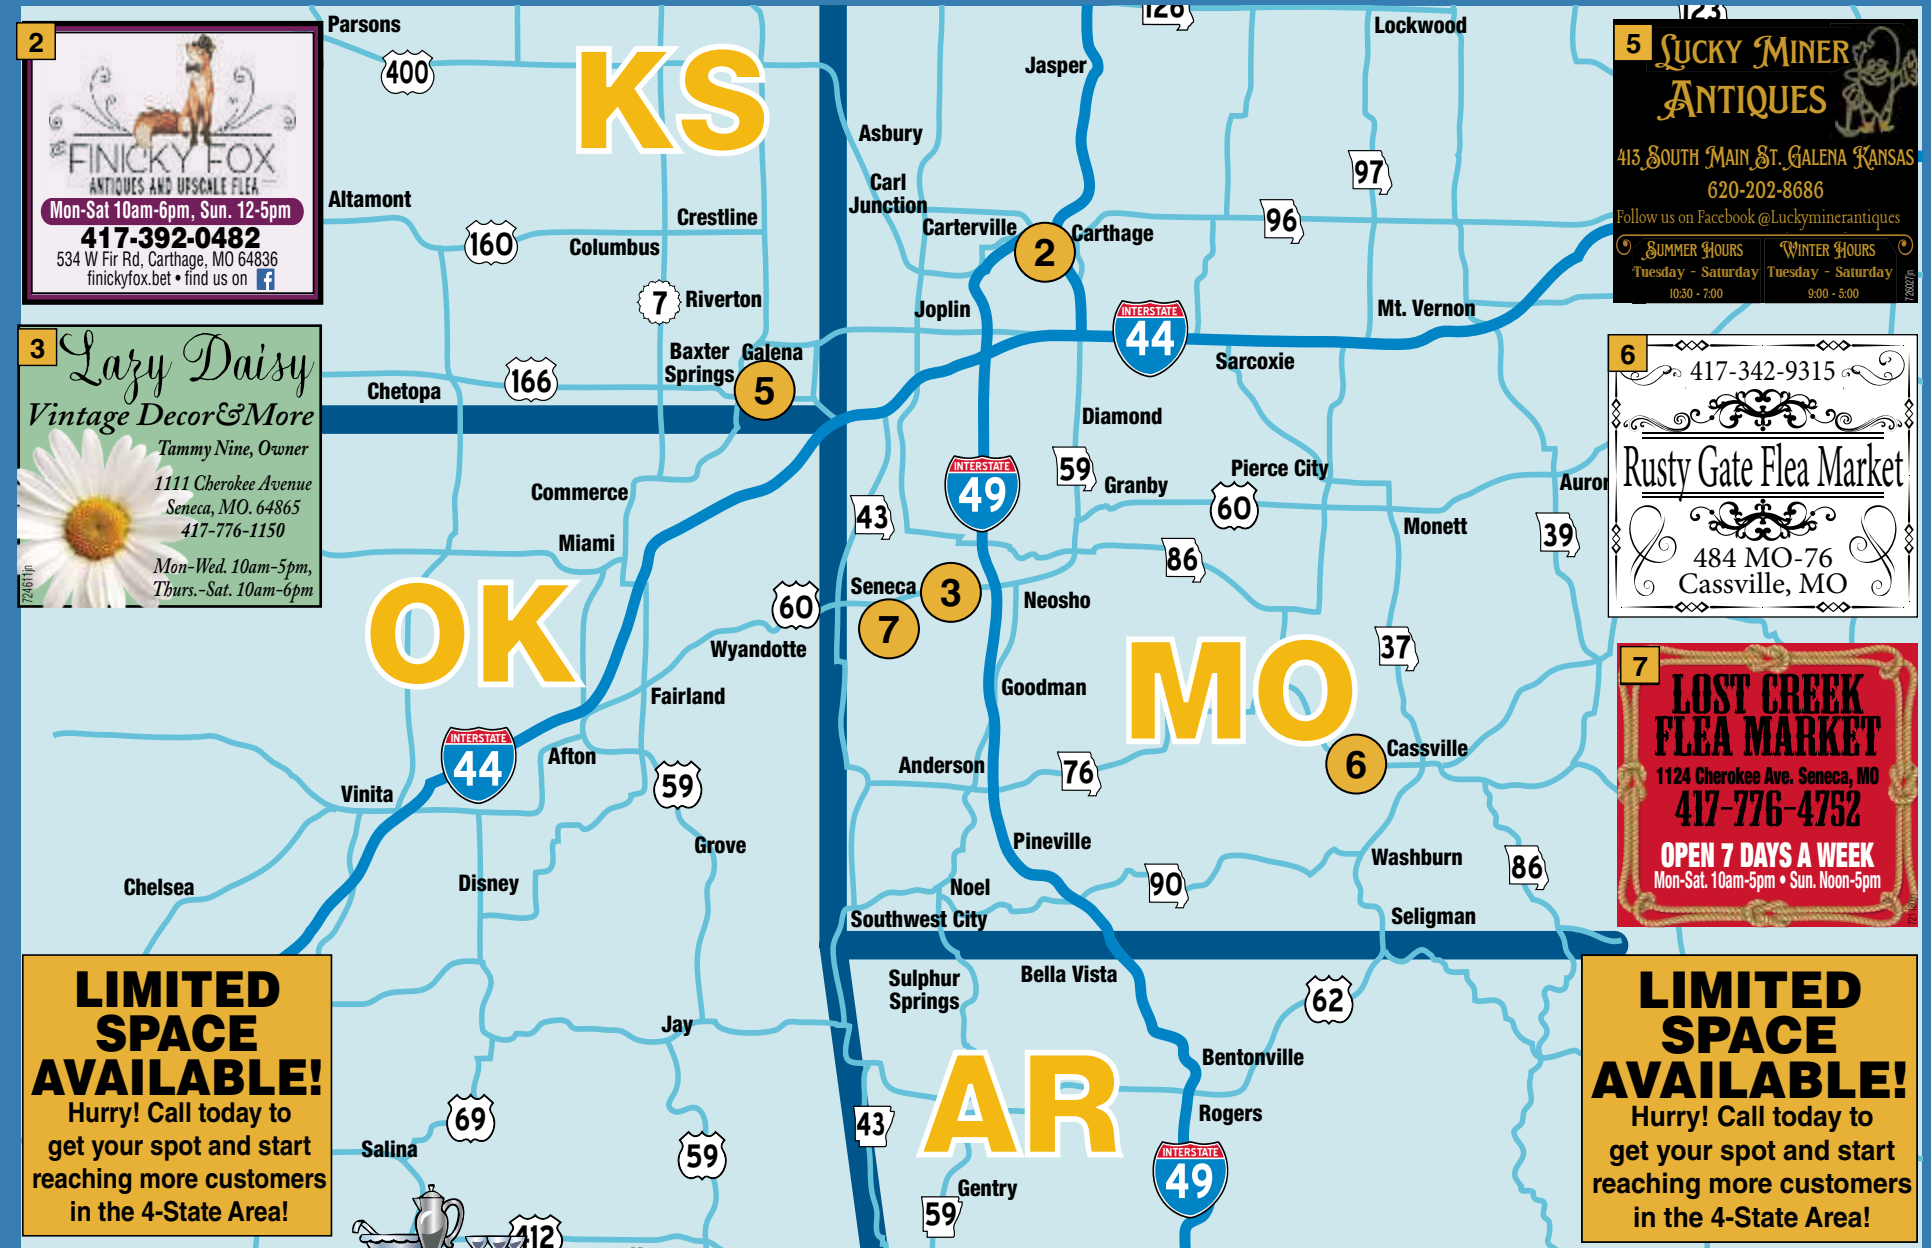 2
THE
FINICKY FOX
ANTIQUES AND UPSCALE FLEA
Mon-Sat 10am-6pm, Sun. 12-5pm
417-392-0482
534 W Fir Rd, Carthage, MO 64836
finickyfox.bet • find us on f
3
Lazy Daisy
Vintage Decor&More
Tammy Nine, Owner
1111 Cherokee Avenue
Seneca, MO. 64865
417-776-1150
Mon-Wed. 10am-5pm,
Thurs.-Sat. 10am-6pm
724611jn
LIMITED
SPACE
AVAILABLE!
Hurry! Call today to
get your spot and start
reaching more customers
in the 4-State Area!
KS
Parsons
400
Altamont
160
Columbus
Crestline
7
Riverton
Baxter
Springs
Galena
5
166
Chetopa
OK
Commerce
Miami
60
Wyandotte
Fairland
INTERSTATE
44
Afton
59
Vinita
Grove
Chelsea
Disney
Jay
69
Salina
59
412
MO
126
Lockwood
123
Jasper
Asbury
Carl
Junction
97
96
Carterville
2
Carthage
Joplin
INTERSTATE
44
Mt. Vernon
Sarcoxie
Diamond
INTERSTATE
49
59
Granby
Pierce City
60
Auror
43
Monett
39
86
Seneca
3
7
Neosho
37
Goodman
6
Cassville
Anderson
76
Pineville
Washburn
86
90
Noel
Southwest City
Seligman
AR
Sulphur
Springs
Bella Vista
62
Bentonville
Rogers
43
INTERSTATE
49
Gentry
59
5
LUCKY MINER
ANTIQUES
413 SOUTH MAIN ST. GALENA KANSAS
620-202-8686
Follow us on Facebook @Luckyminerantiques
SUMMER HOURS
Tuesday - Saturday
10:30 - 7:00
WINTER HOURS
Tuesday - Saturday
9:00 - 5:00
726027jn
6
417-342-9315
Rusty Gate Flea Market
484 MO-76
Cassville, MO
7
LOST CREEK
FLEA MARKET
1124 Cherokee Ave. Seneca, MO
417-776-4752
OPEN 7 DAYS A WEEK
Mon-Sat. 10am-5pm • Sun. Noon-5pm
LIMITED
SPACE
AVAILABLE!
Hurry! Call today to
get your spot and start
reaching more customers
in the 4-State Area!